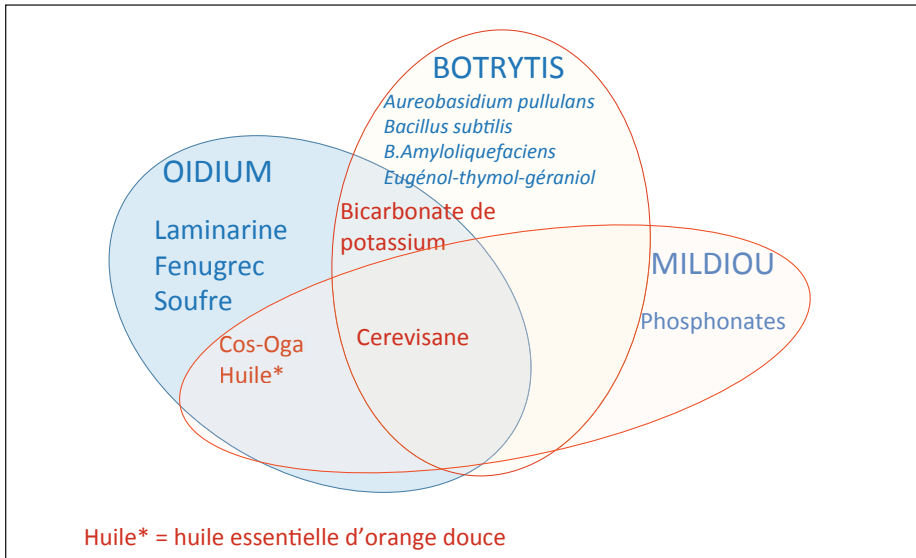 BOTRYTIS
Aureobasidium pullulans
Bacillus subtilis
B.Amyloliquefaciens
Eugénol-thymol-géraniol
OIDIUM
Laminarine
Fenugrec
Soufre
Bicarbonate de
potassium
MILDIOU
Phosphonates
Cos-Oga
Huile*
Cerevisane
Huile* = huile essentielle d'orange douce